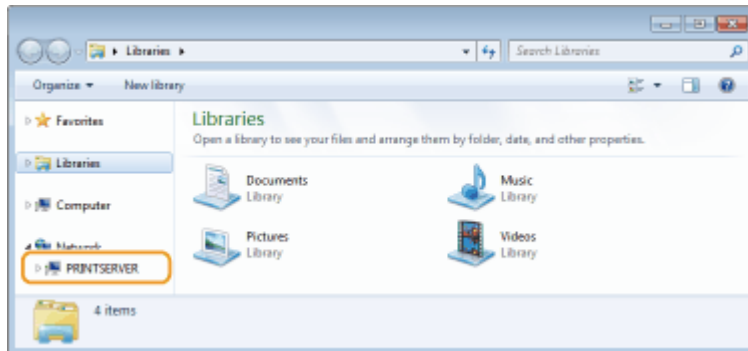 Libraries
Search Libraries
Organize
New library
Favorites
Libraries
Computer
Network
PRINTSERVER
Libraries
Open a library to see your files and arrange them by folder, date, and other properties.
Documents
Library
Music
Library
Pictures
Library
Videos
Library
4 items